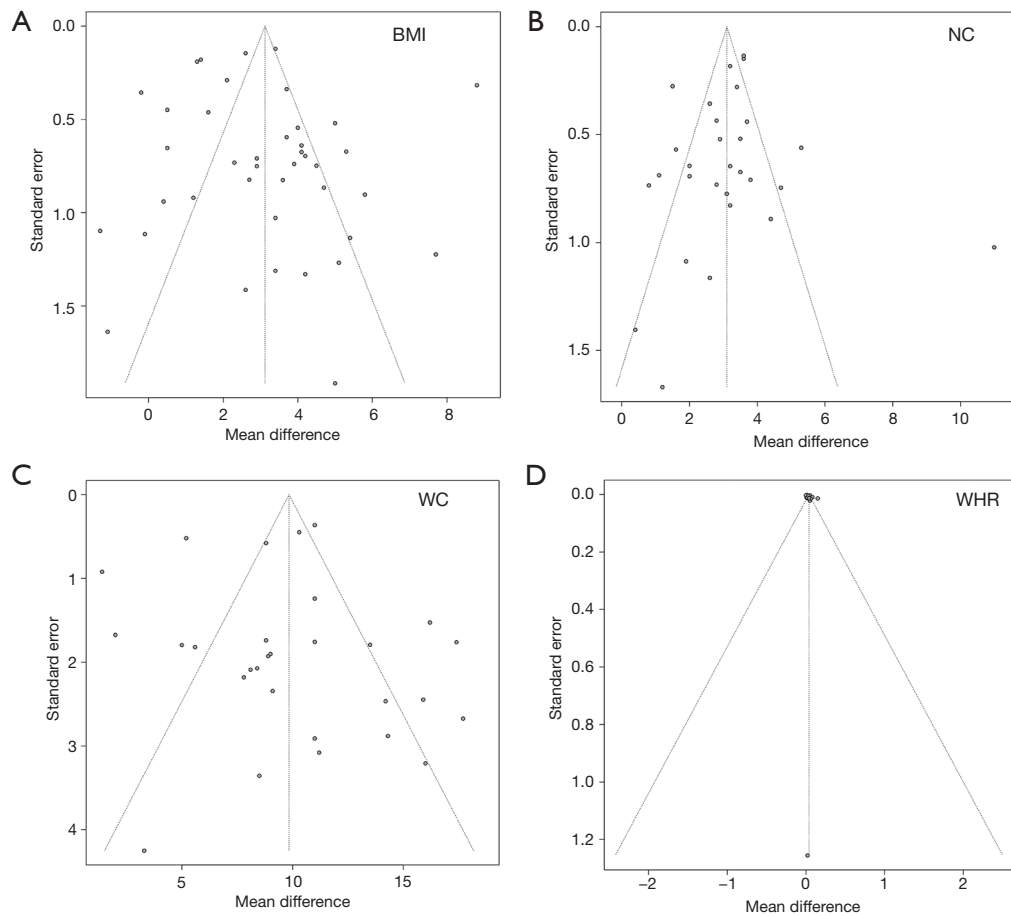 A
BMI
0.0
0.5
1.0
1.5
Standard error
0 2 4 6 8
Mean difference
B
NC
0.0
0.5
1.0
1.5
Standard error
0 2 4 6 8 10
Mean difference
C
WC
0
1
2
3
4
Standard error
5 10 15
Mean difference
D
WHR
0.0
0.2
0.4
0.6
0.8
1.0
1.2
Standard error
−2 −1 0 1 2
Mean difference